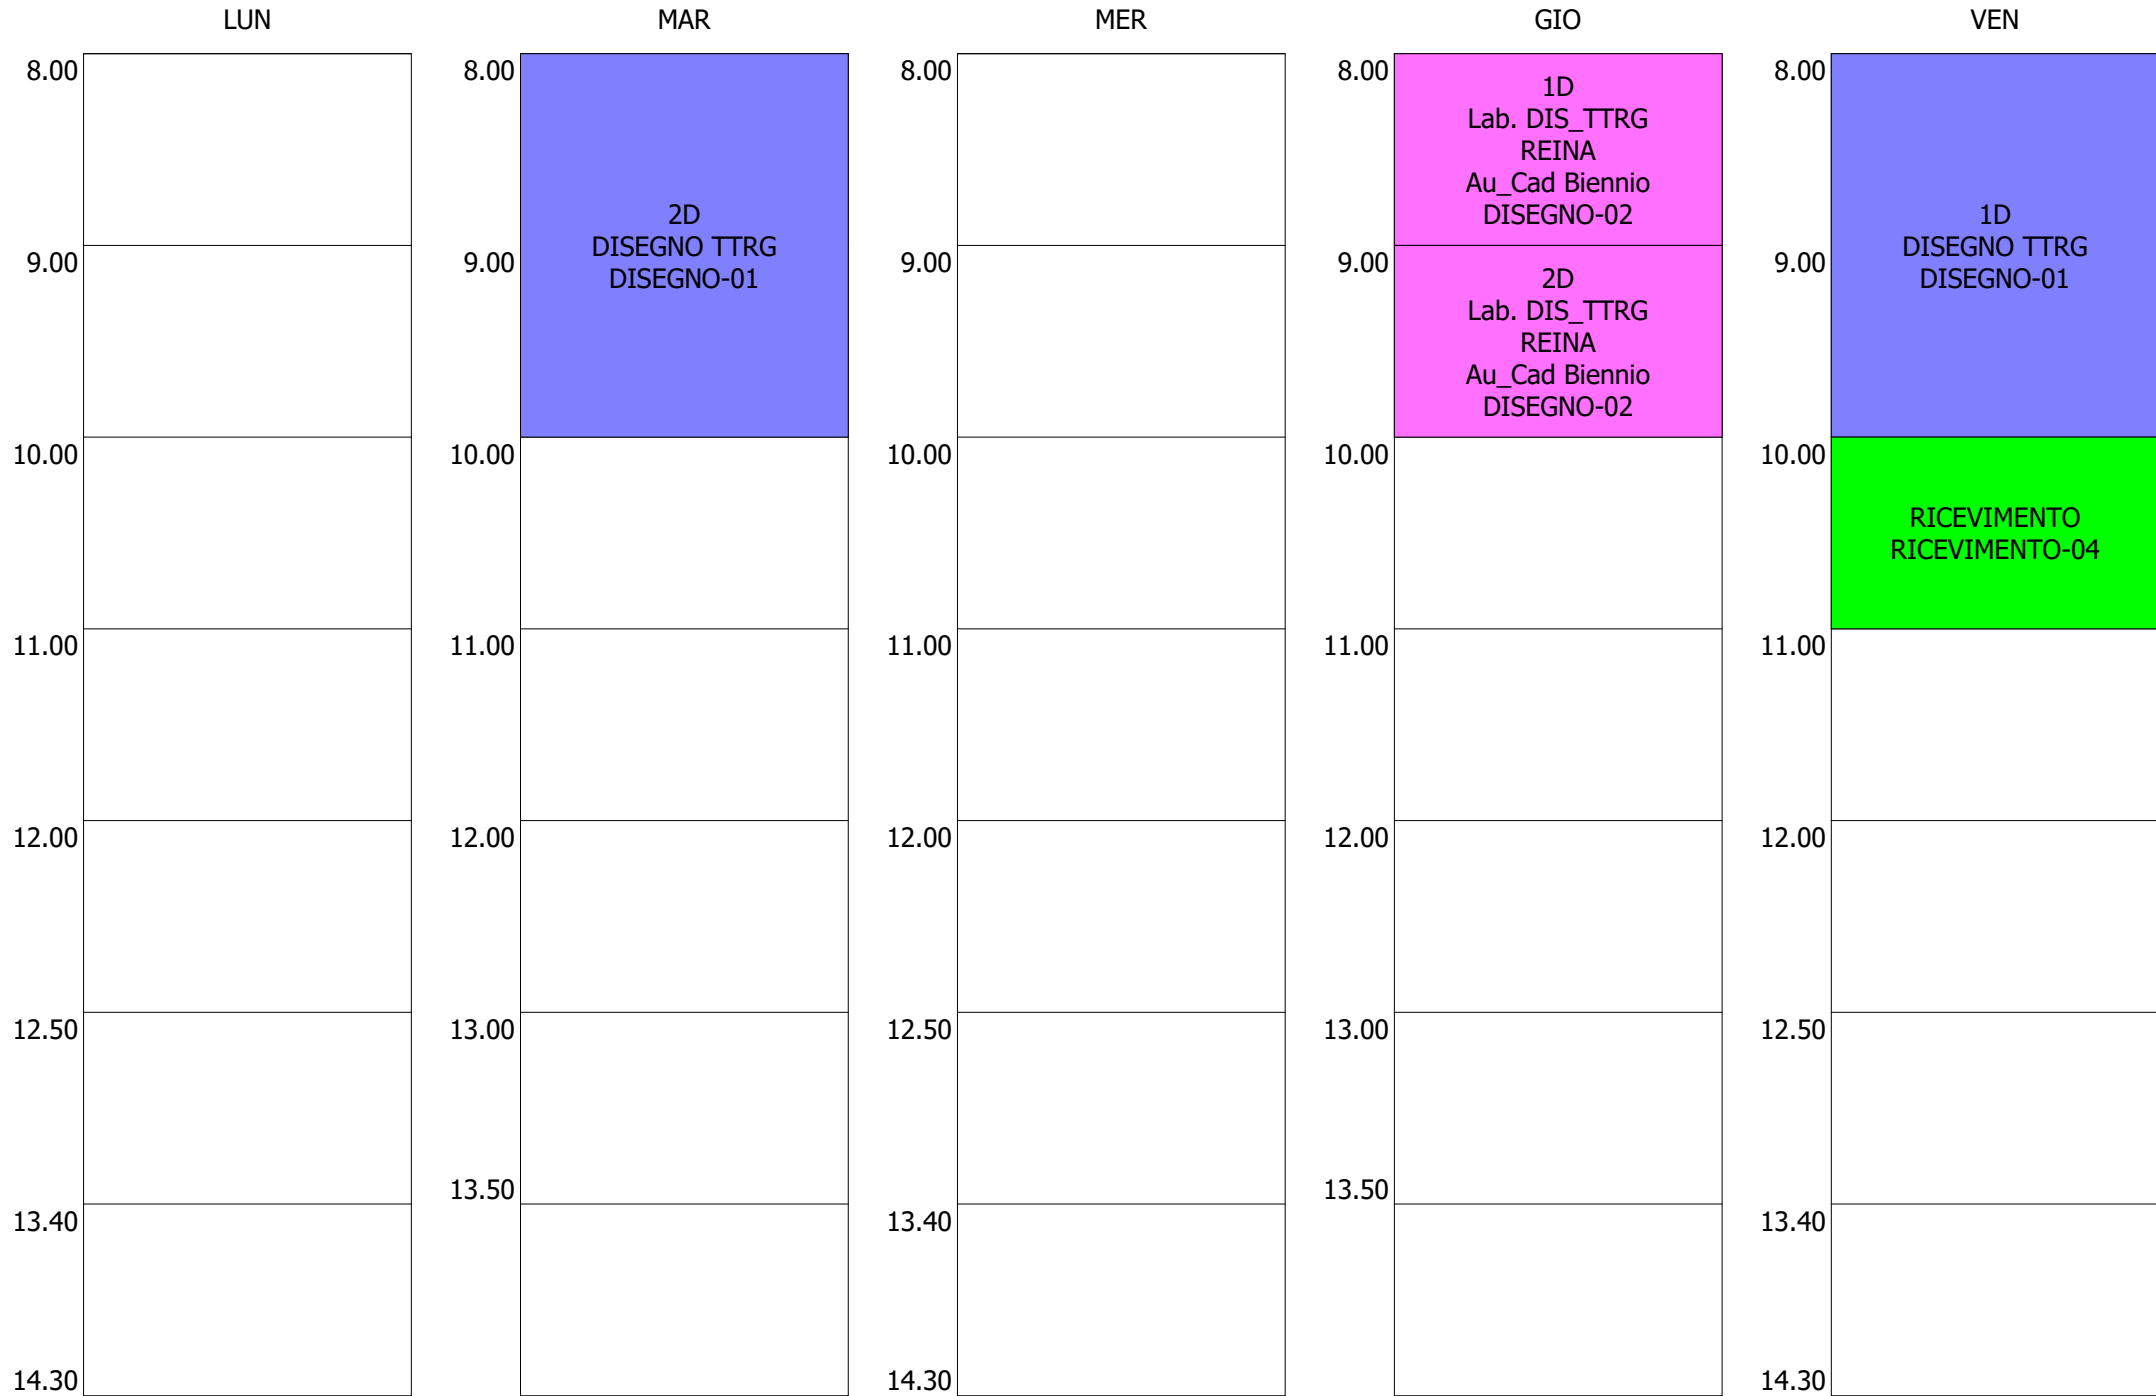 LUN
MAR
MER
GIO
VEN
8.00
9.00
10.00
11.00
12.00
12.50
13.40
14.30
8.00
9.00
10.00
11.00
12.00
13.00
13.50
2D
DISEGNO TTRG
DISEGNO-01
8.00
9.00
10.00
11.00
12.00
12.50
13.40
14.30
8.00
9.00
10.00
11.00
12.00
13.00
13.50
1D
Lab. DIS_TTRG
REINA
Au_Cad Biennio
DISEGNO-02
2D
Lab. DIS_TTRG
REINA
Au_Cad Biennio
DISEGNO-02
8.00
9.00
10.00
11.00
12.00
12.50
13.40
14.30
1D
DISEGNO TTRG
DISEGNO-01
RICEVIMENTO
RICEVIMENTO-04